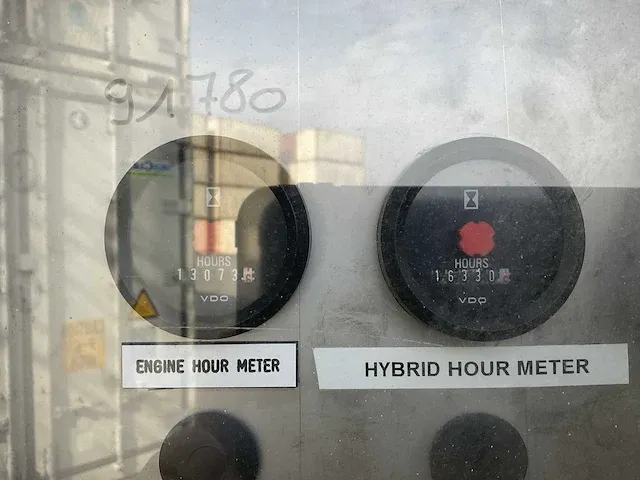 91780
HOURS
13073
VDO
HOURS
16330
VDO
ENGINE HOUR METER
HYBRID HOUR METER